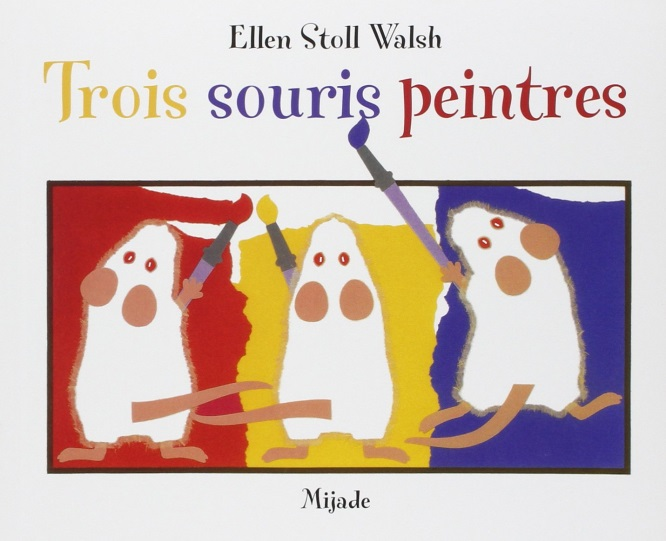 Ellen Stoll Walsh
Trois souris peintres
Mijade